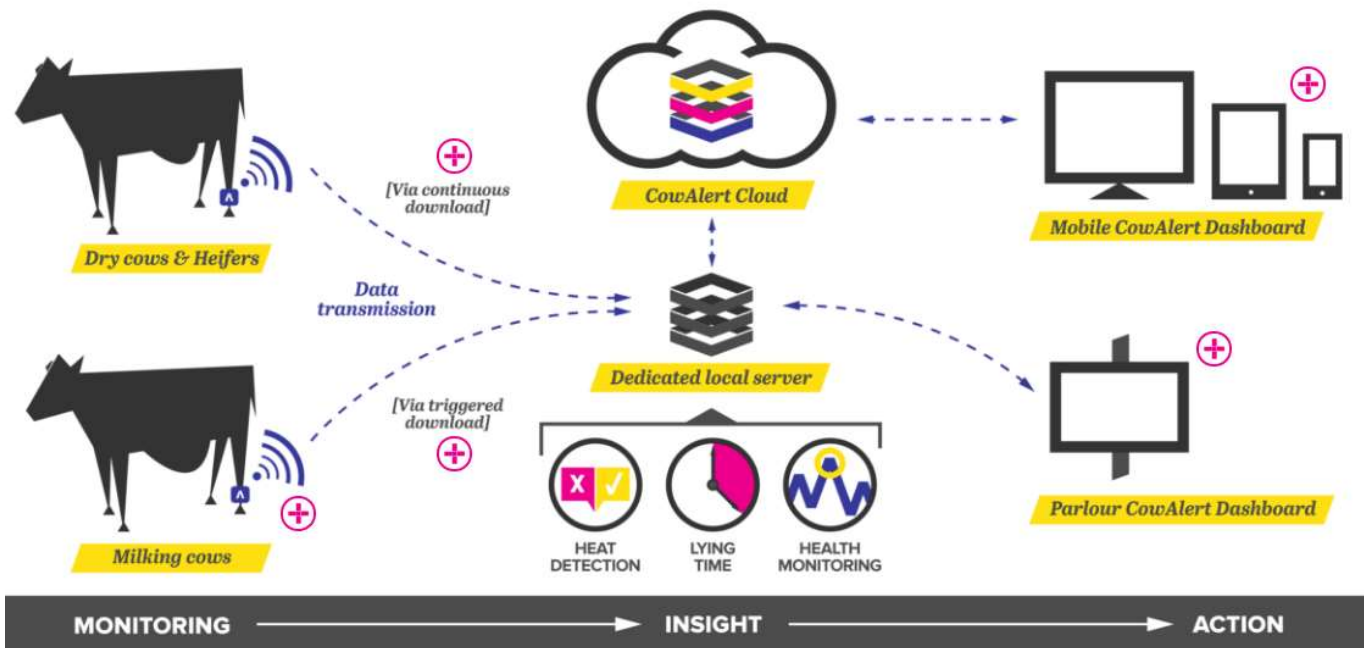 [Via continuous
download]
CowAlert Cloud
Mobile CowAlert Dashboard
Dry cows & Heifers
Data
transmission
Dedicated local server
[Via triggered
download]
X
HEAT
DETECTION
LYING
TIME
HEALTH
MONITORING
Parlour CowAlert Dashboard
Milking cows
MONITORING
INSIGHT
ACTION